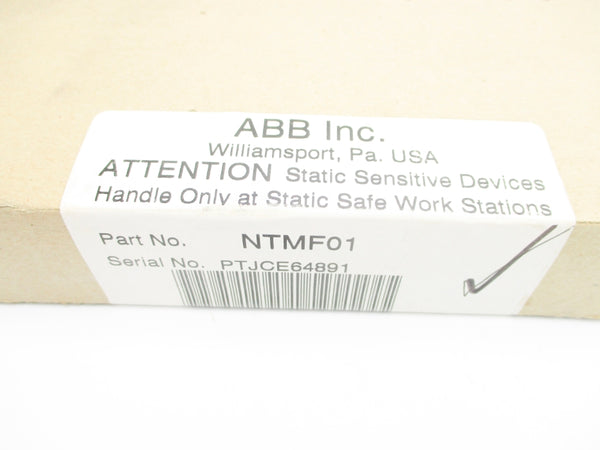 ABB Inc.
Williamsport, Pa. USA
ATTENTION Static Sensitive Devices
Handle Only at Static Safe Work Stations
Part No. NTMF01
Serial No. PTJCE64891